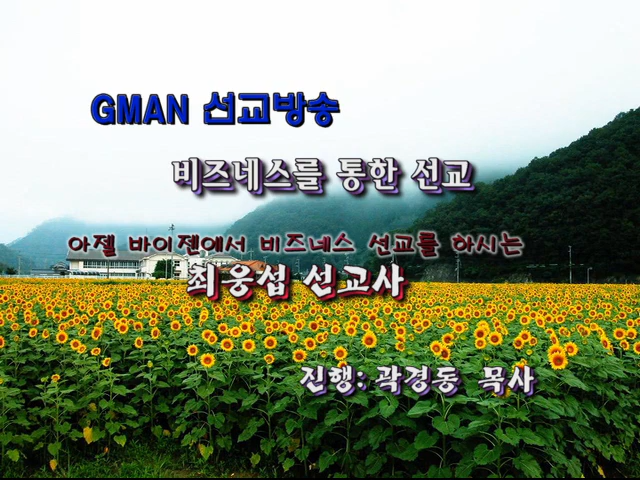 GMAN 선교방송
비즈네스를 통한 선교
아젤 바이젠에서 비즈네스 선교를 하시는
최웅섭 선교사
진행: 곽경동 목사